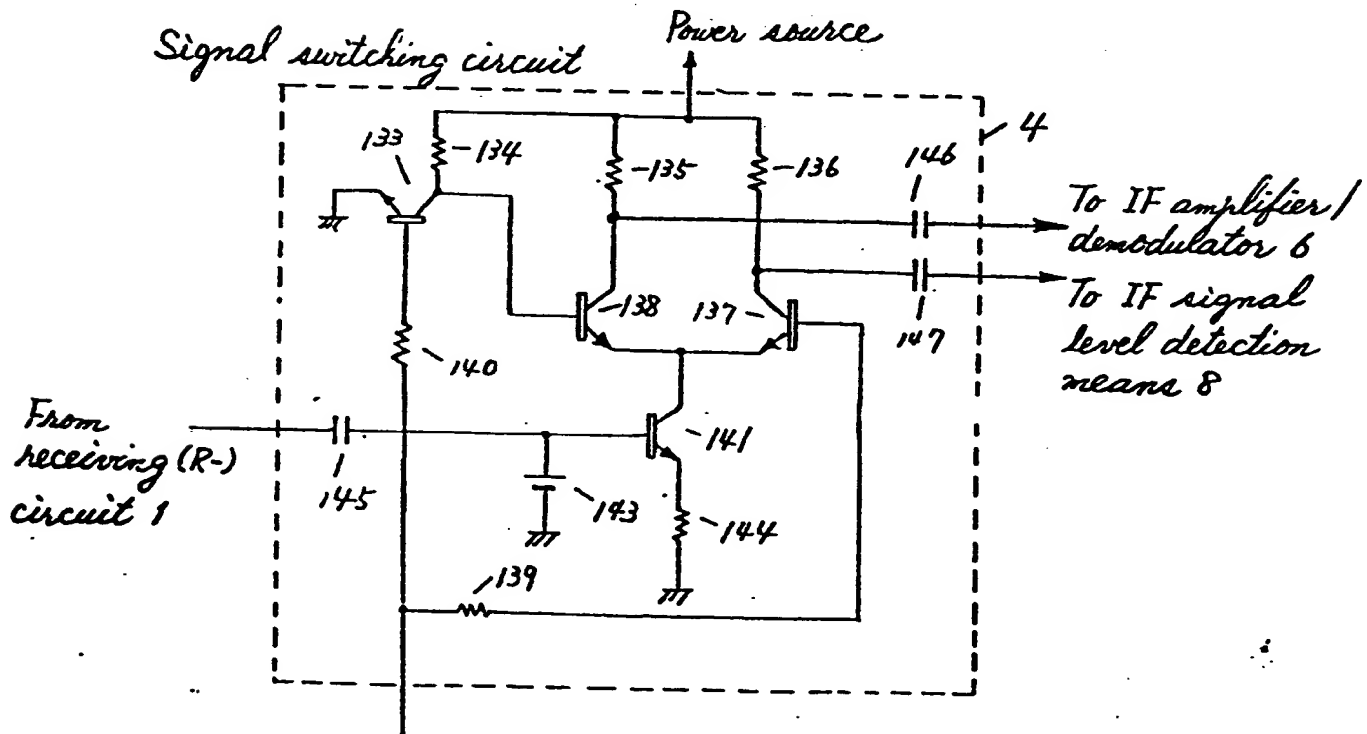 Power source
Signal switching circuit
4
133
134
135
136
146
To IF amplifier /
demodulator 6
138
137
147
To IF signal
level detection
means 8
140
From
receiving (R-)
circuit 1
145
141
143
144
139